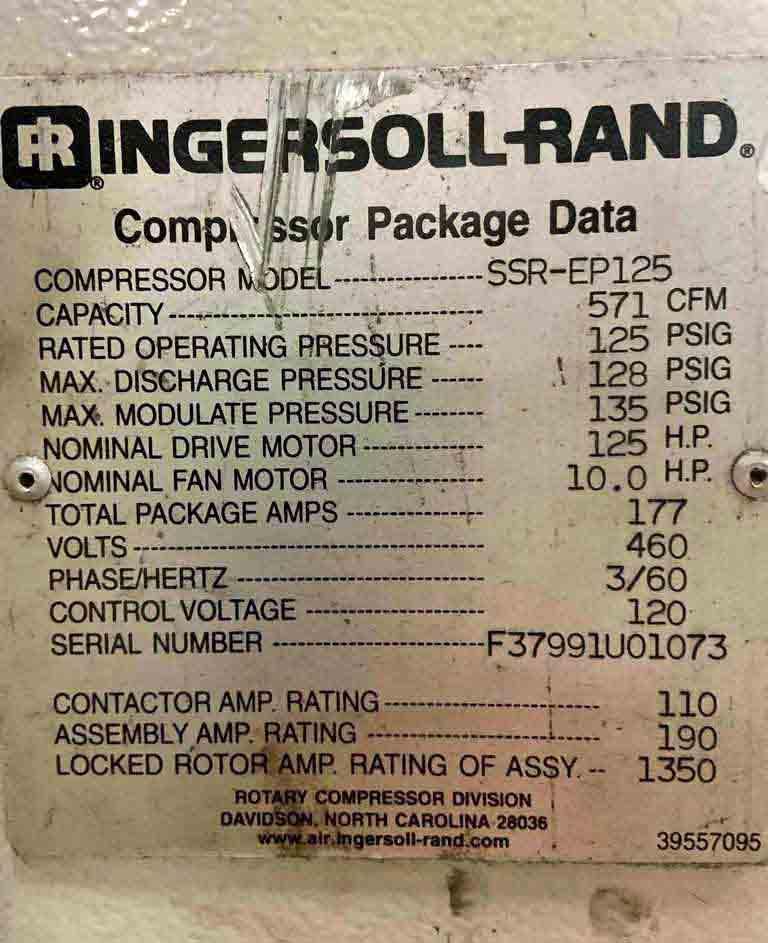 IR INGERSOLL-RAND®
Compressor Package Data
COMPRESSOR MODEL---------------SSR-EP125
CAPACITY-------------------------------- 571 CFM
RATED OPERATING PRESSURE ---- 125 PSIG
MAX. DISCHARGE PRESSURE ------ 128 PSIG
MAX. MODULATE PRESSURE-------- 135 PSIG
NOMINAL DRIVE MOTOR ------------- 125 H.P.
NOMINAL FAN MOTOR ---------------- 10.0 H.P.
TOTAL PACKAGE AMPS --------------- 177
VOLTS ------------------------------------- 460
PHASE/HERTZ --------------------------- 3/60
CONTROL VOLTAGE ------------------- 120
SERIAL NUMBER -----------------------F37991U01073
CONTACTOR AMP. RATING------------------------ 110
ASSEMBLY AMP. RATING -------------------------- 190
LOCKED ROTOR AMP. RATING OF ASSY. -- 1350
ROTARY COMPRESSOR DIVISION
DAVIDSON, NORTH CAROLINA 28036
www.air.ingersoll-rand.com
39557095